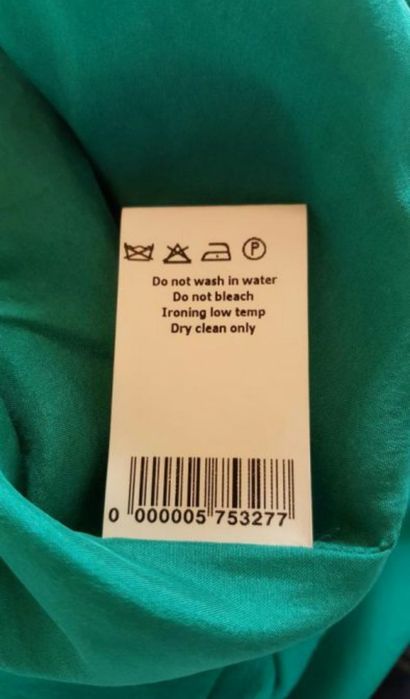 P
Do not wash in water
Do not bleach
Ironing low temp
Dry clean only
0 000005 753277